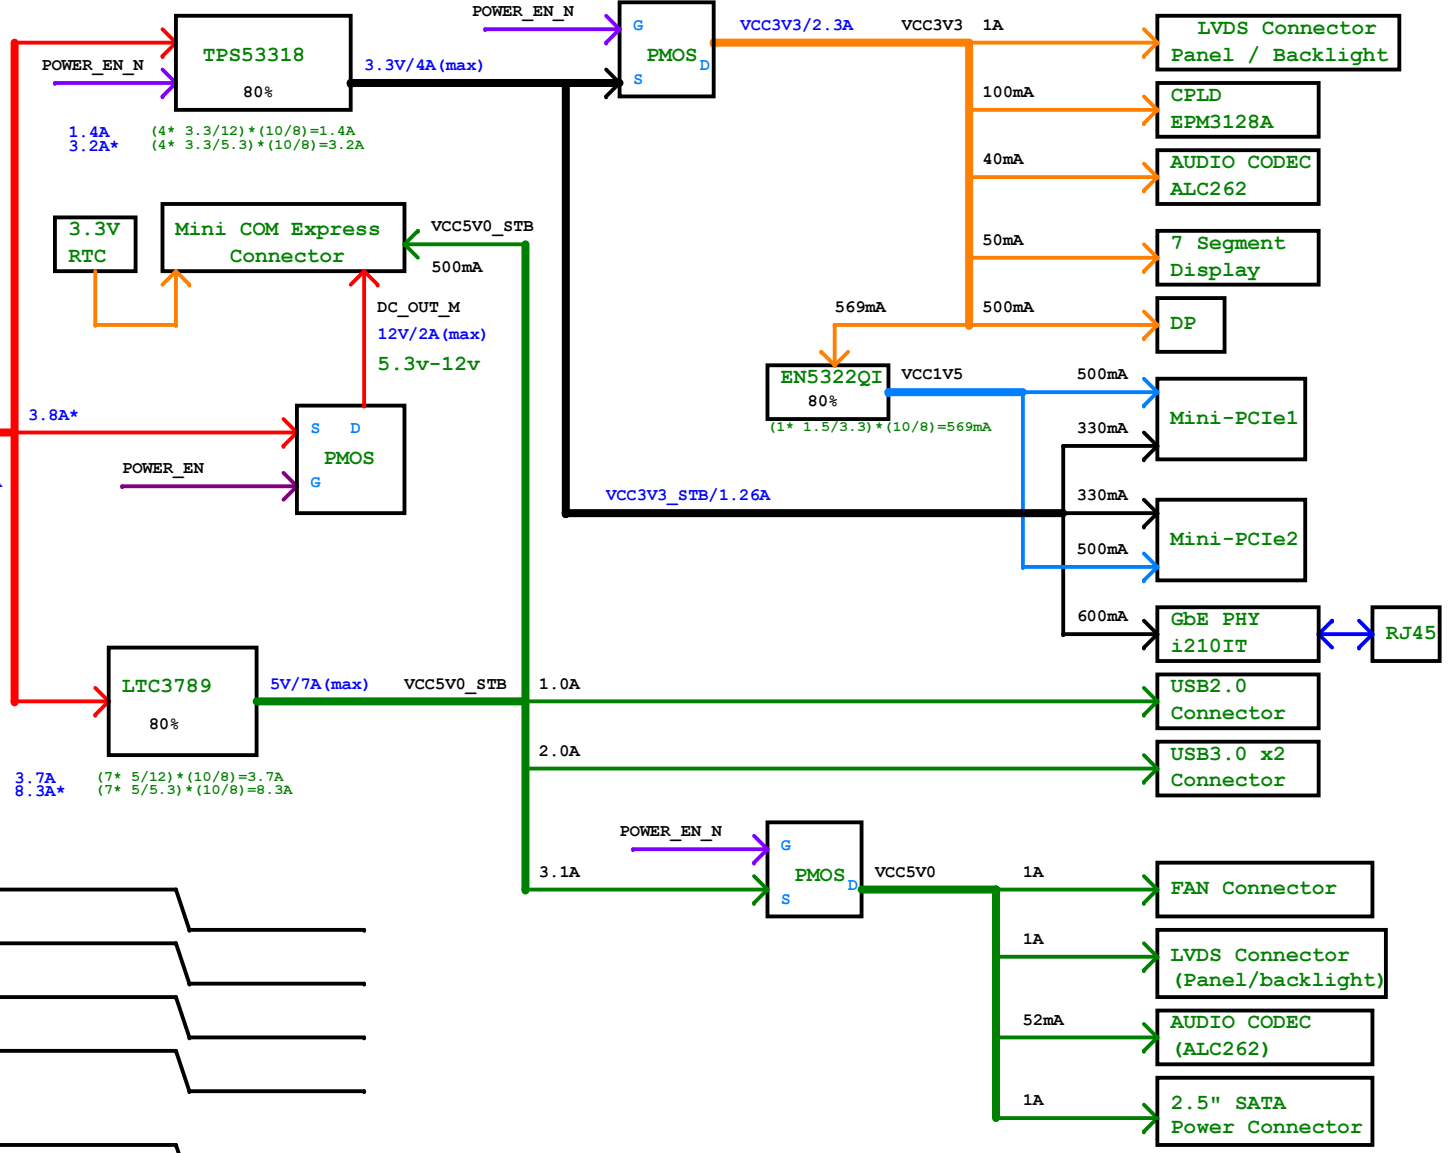 POWER_EN_N
G
PMOS
D
S
VCC3V3/2.3A
VCC3V3
1A
LVDS Connector
Panel / Backlight
TPS53318
80%
POWER_EN_N
3.3V/4A(max)
1.4A
(4* 3.3/12)*(10/8)=1.4A
3.2A*
(4* 3.3/5.3)*(10/8)=3.2A
100mA
CPLD
EPM3128A
40mA
AUDIO CODEC
ALC262
3.3V
RTC
Mini COM Express
Connector
VCC5V0_STB
500mA
50mA
7 Segment
Display
DC_OUT_M
12V/2A(max)
5.3v-12v
569mA
500mA
DP
EN5322QI
80%
(1* 1.5/3.3)*(10/8)=569mA
VCC1V5
500mA
Mini-PCIe1
330mA
3.8A*
S
D
PMOS
G
POWER_EN
VCC3V3_STB/1.26A
330mA
Mini-PCIe2
500mA
600mA
GbE PHY
i210IT
RJ45
LTC3789
80%
5V/7A(max)
VCC5V0_STB
1.0A
USB2.0
Connector
2.0A
USB3.0 x2
Connector
3.7A
(7* 5/12)*(10/8)=3.7A
8.3A*
(7* 5/5.3)*(10/8)=8.3A
POWER_EN_N
G
PMOS
D
S
3.1A
VCC5V0
1A
FAN Connector
1A
LVDS Connector
(Panel/backlight)
52mA
AUDIO CODEC
(ALC262)
1A
2.5" SATA
Power Connector